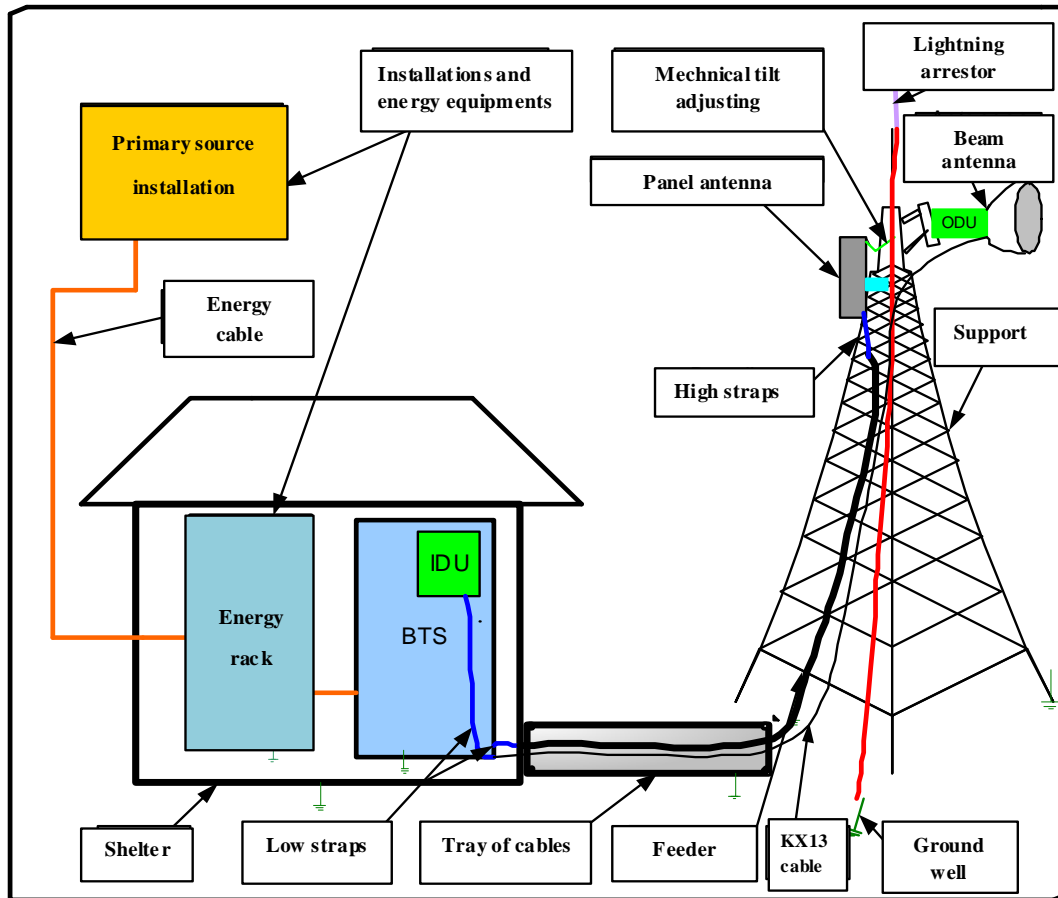 Lightning
arrestor
Installations and
energy equipments
Mechnical tilt
adjusting
Primary source
installation
Beam
antenna
Panel antenna
ODU
Energy
cable
Support
High straps
IDU
Energy
rack
BTS
Shelter
Low straps
Tray of cables
Feeder
KX13
cable
Ground
well